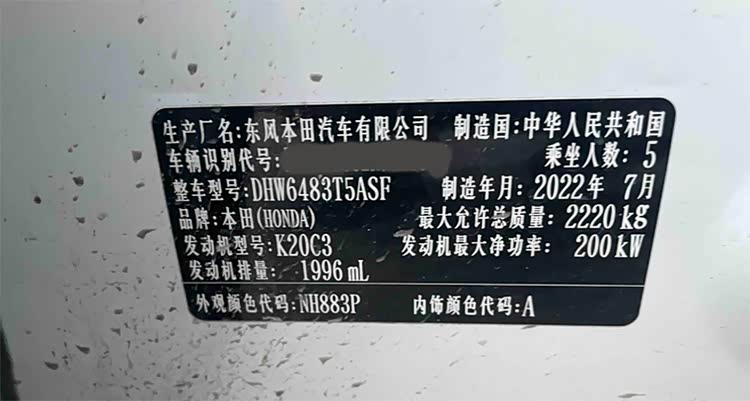 生产厂名:东风本田汽车有限公司 制造国:中华人民共和国
车辆识别代号: 乘坐人数: 5
整车型号:DHW6483T5ASF 制造年月: 2022年 7月
品牌:本田(HONDA) 最大允许总质量: 2220 kg
发动机型号:K20C3 发动机最大净功率: 200 kW
发动机排量: 1996 mL
外观颜色代码:NH883P 内饰颜色代码:A